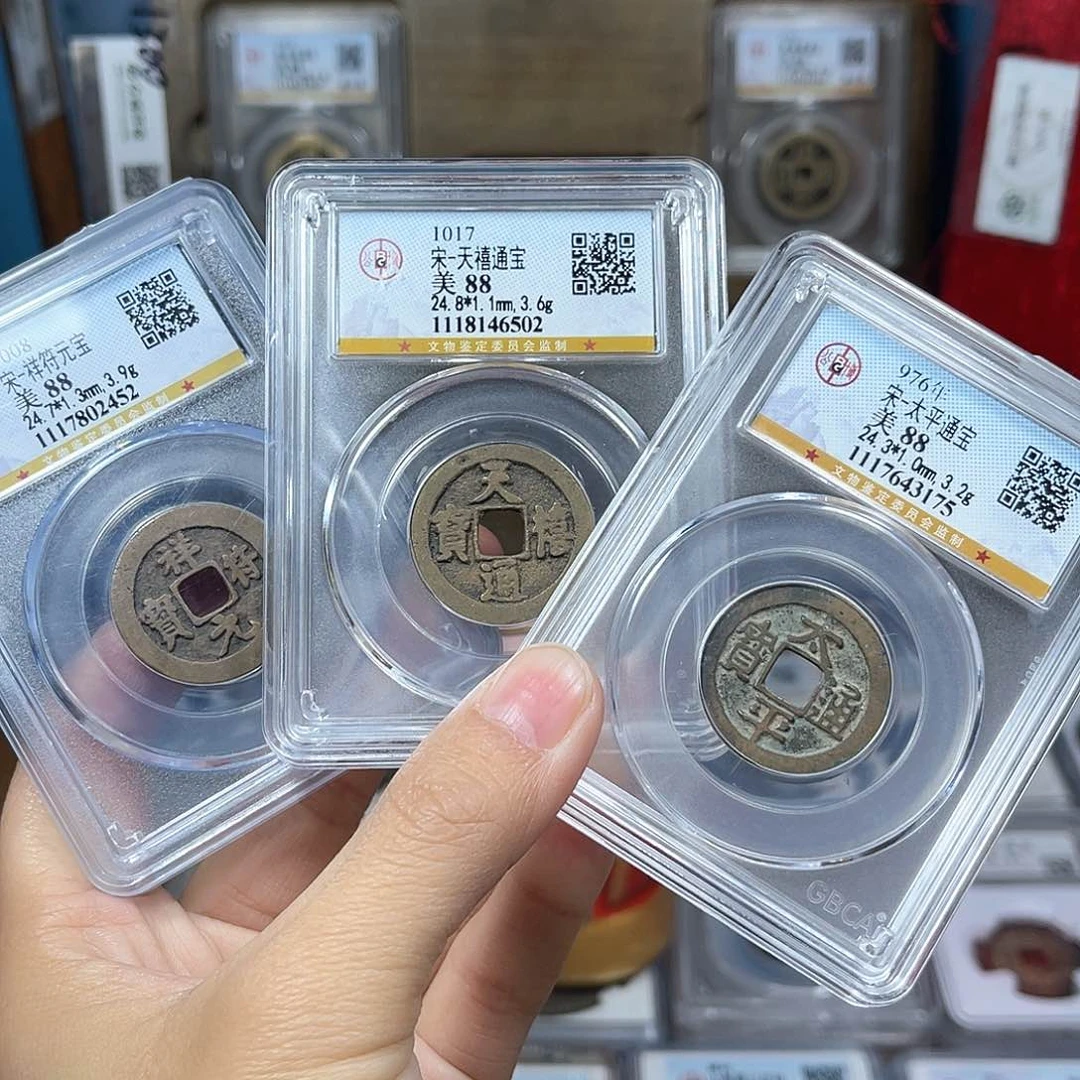 008
宋-祥符元宝
美 88
24.7*1.3mm,3.9g
1117802452
文物鉴定委员会监制
祥符元寶
1017
宋-天禧通宝
美 88
24.8*1.1mm,3.6g
1118146502
文物鉴定委员会监制
天禧通寶
976年
宋-太平通宝
美 88
24.3*1.0mm,3.2g
1117643175
文物鉴定委员会监制
太平通寶
GBCA